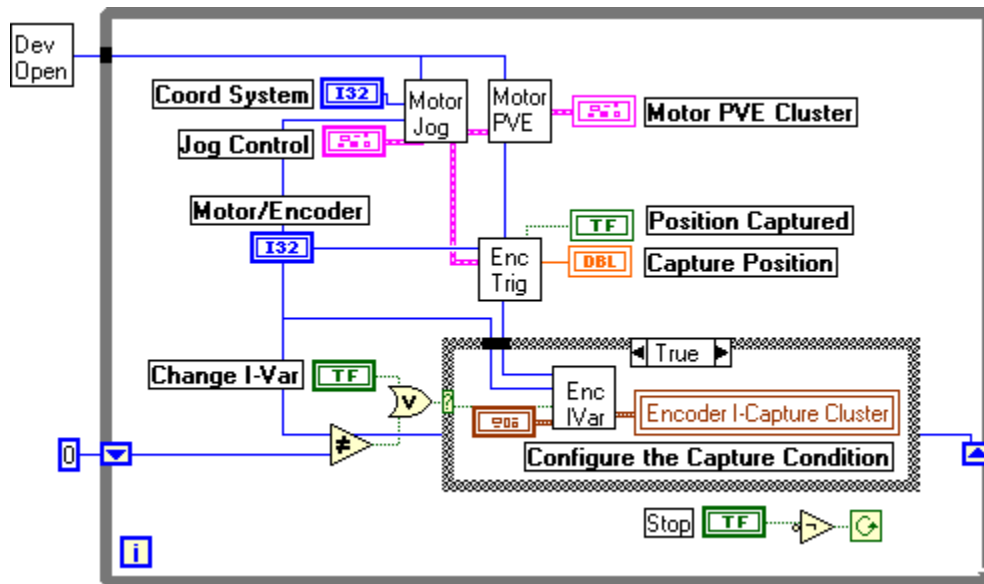 Dev
Open
Coord System
I32
Motor
Jog
Motor
PVE
Motor PVE Cluster
Jog Control
Motor/Encoder
I32
TF
Position Captured
Enc
Trig
DBL
Capture Position
True
Change I-Var
TF
V
?
Enc
IVar
Encoder I-Capture Cluster
0
≠
Configure the Capture Condition
Stop
TF
¬
i